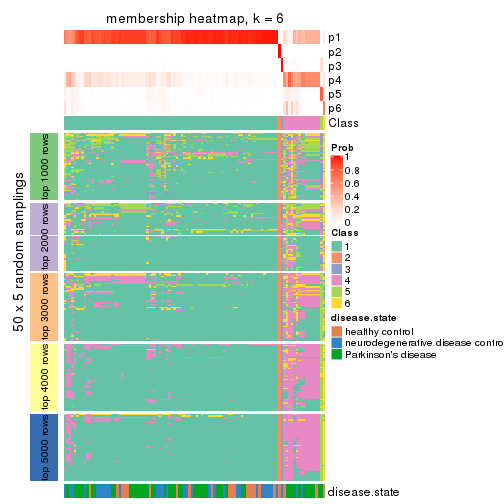 membership heatmap, k = 6
p1
p2
p3
p4
p5
p6
Class
50 x 5 random samplings
top 1000 rows
top 2000 rows
top 3000 rows
top 4000 rows
top 5000 rows
Prob
1
0.8
0.6
0.4
0.2
0
Class
1
2
3
4
5
6
disease.state
healthy control
neurodegenerative disease contro
Parkinson's disease
disease.state